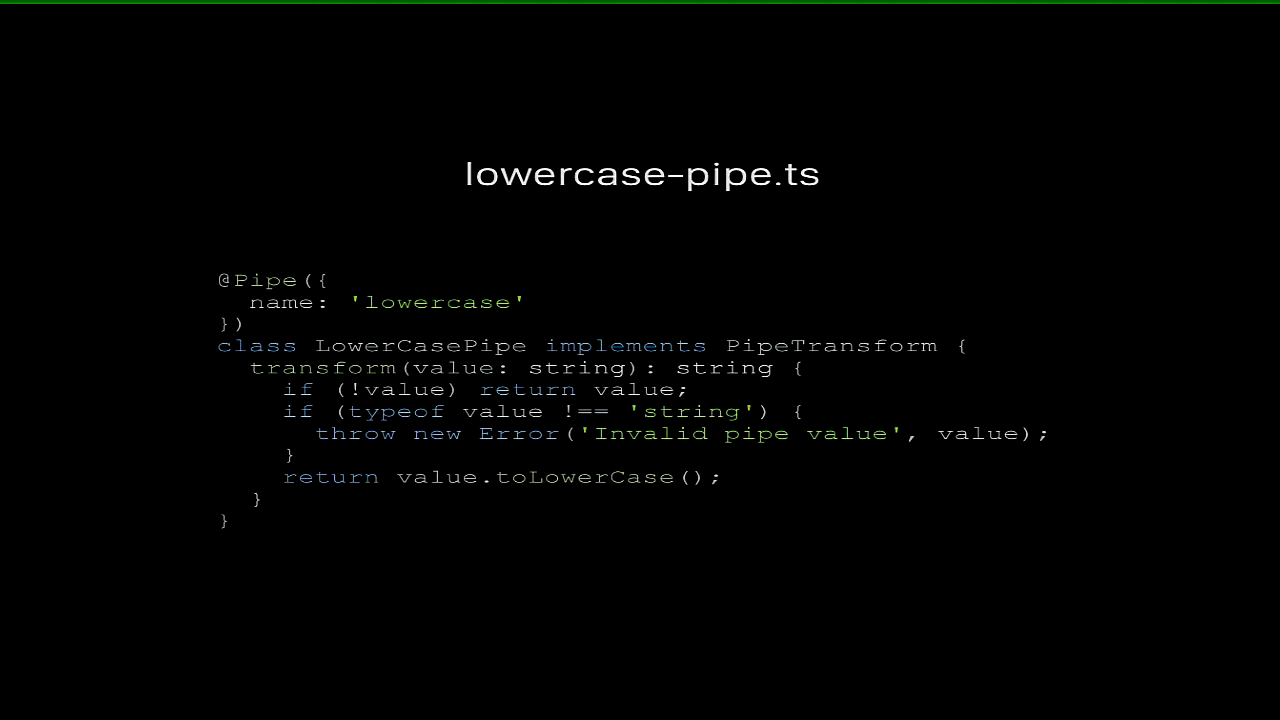 lowercase-pipe.ts
@Pipe({
  name: 'lowercase'
})
class LowerCasePipe implements PipeTransform {
  transform(value: string): string {
    if (!value) return value;
    if (typeof value !== 'string') {
      throw new Error('Invalid pipe value', value);
    }
    return value.toLowerCase();
  }
}